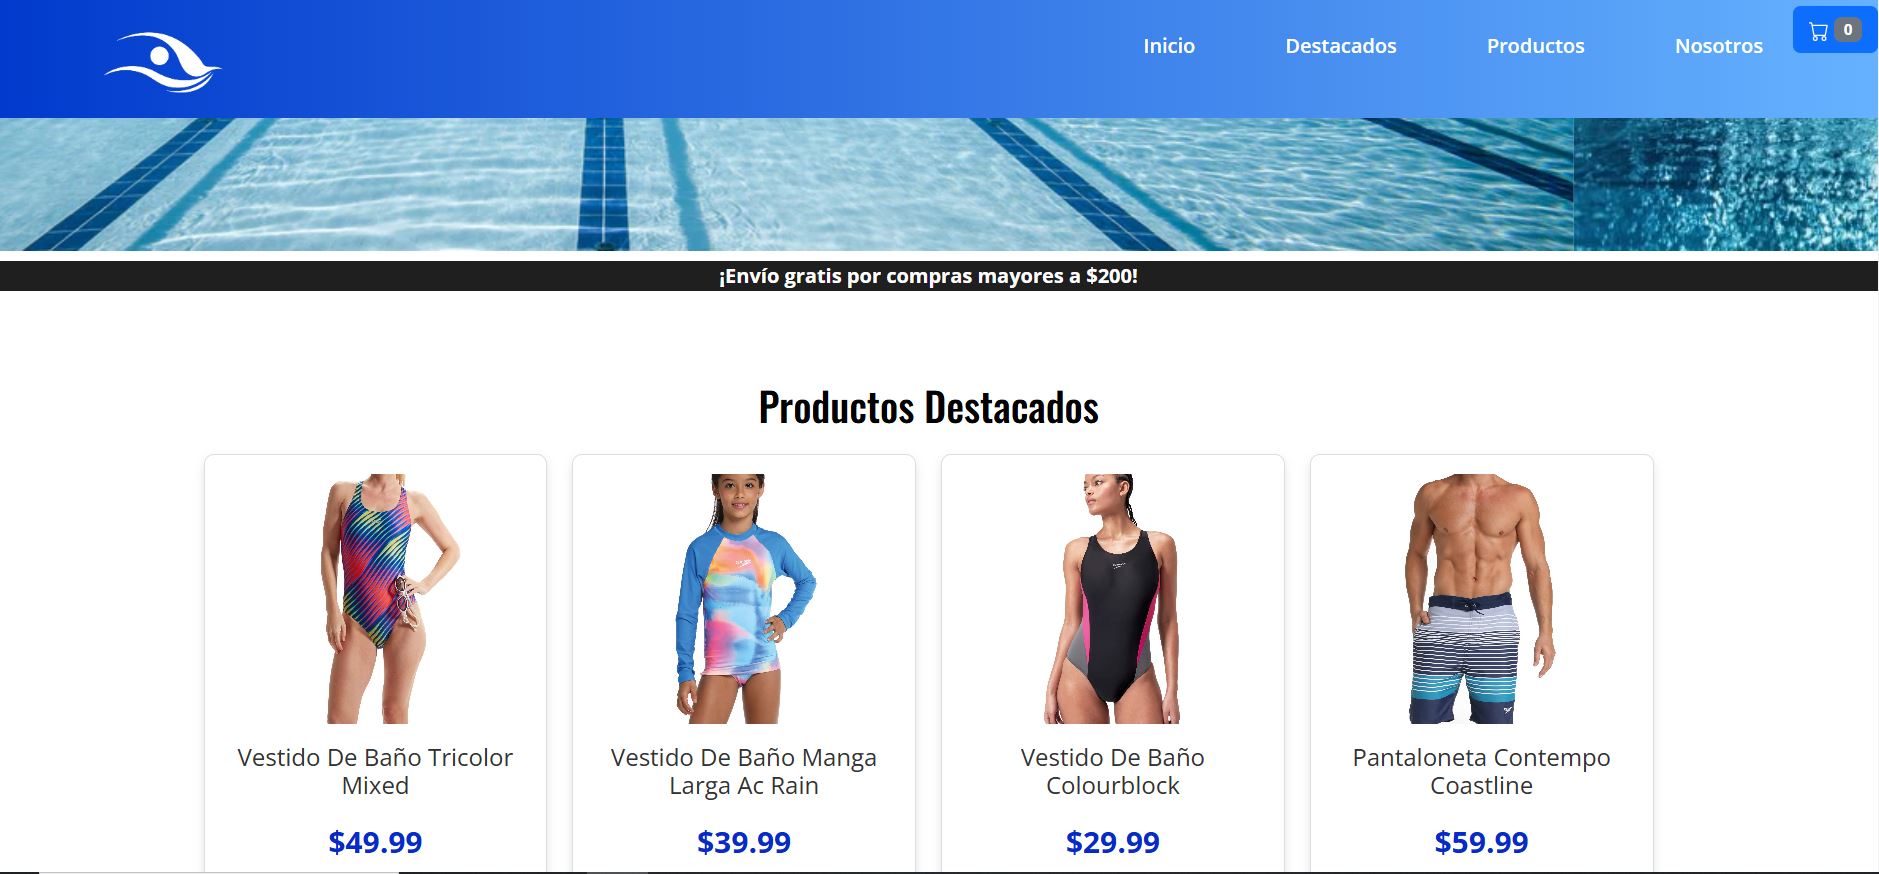 Inicio
Destacados
Productos
Nosotros
0
¡Envío gratis por compras mayores a $200!
Productos Destacados
Vestido De Baño Tricolor
Mixed
$49.99
Vestido De Baño Manga
Larga Ac Rain
$39.99
Vestido De Baño
Colourblock
$29.99
Pantaloneta Contempo
Coastline
$59.99